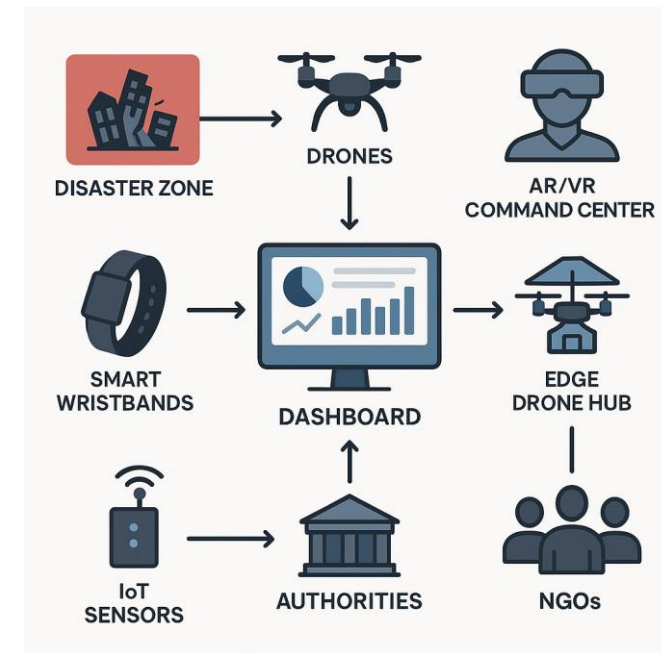 DISASTER ZONE
DRONES
AR/VR
COMMAND CENTER
SMART
WRISTBANDS
DASHBOARD
EDGE
DRONE HUB
IoT
SENSORS
AUTHORITIES
NGOs